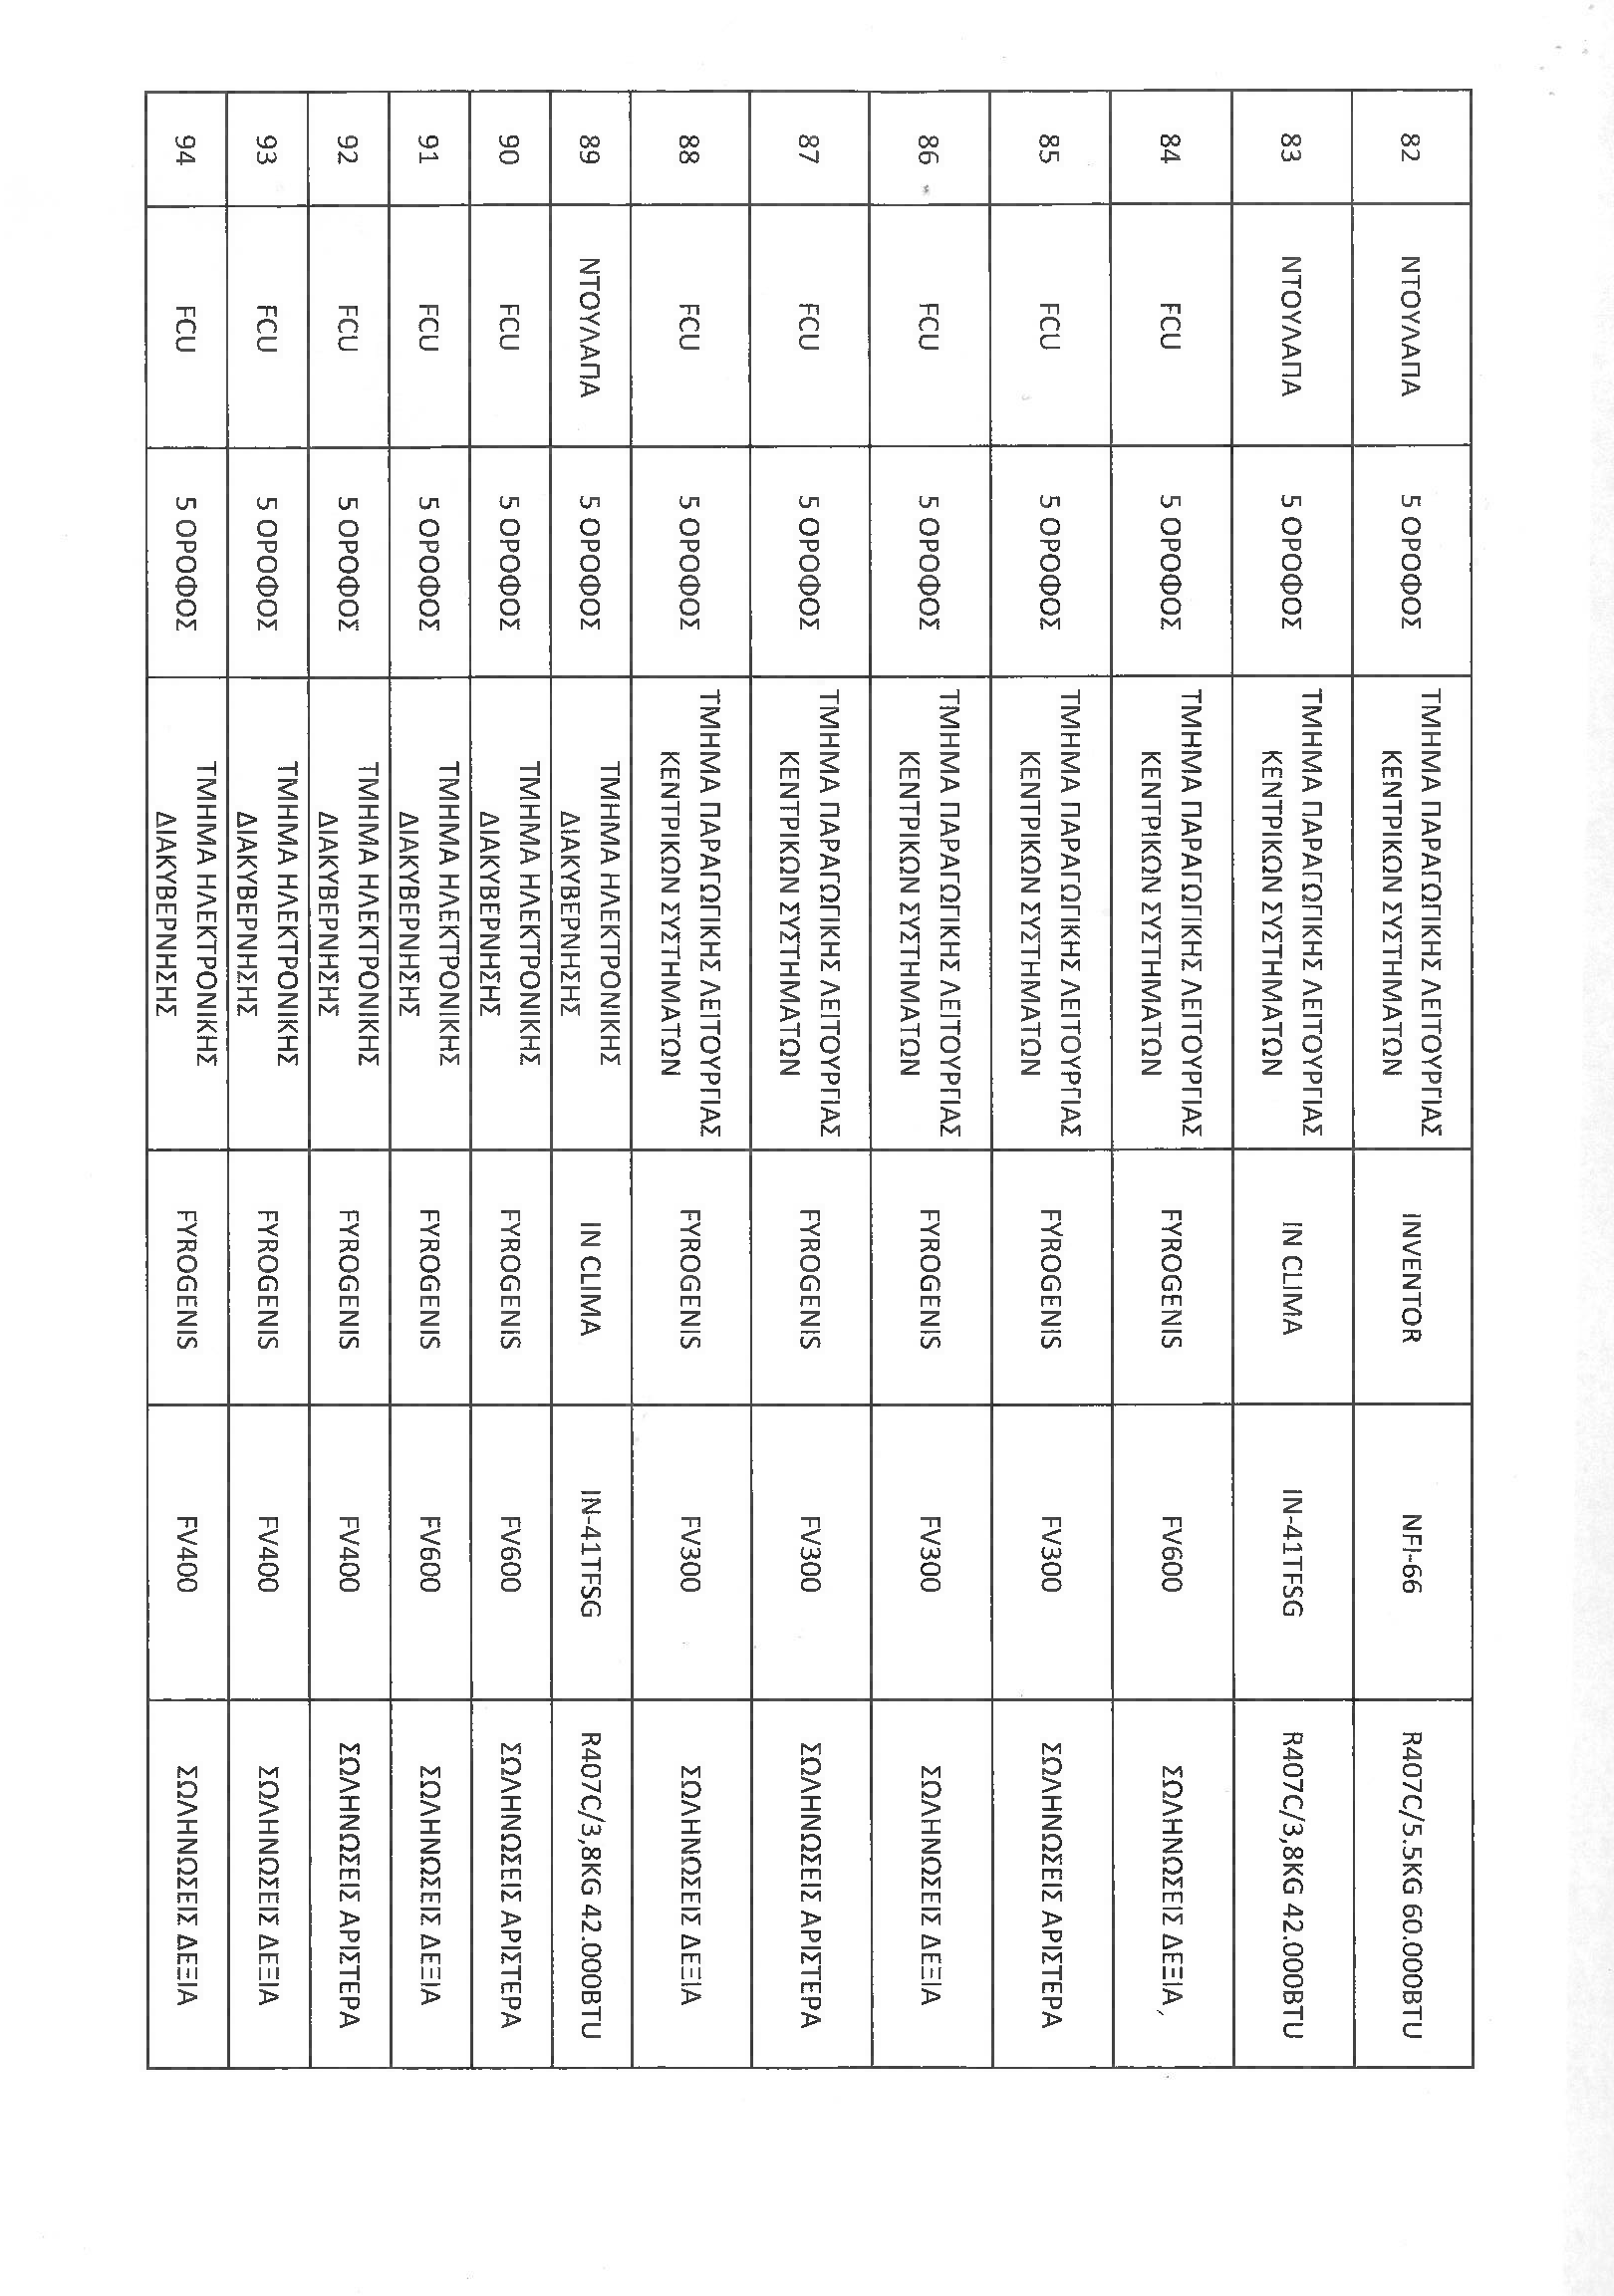 82 ΝΤΟΥΛΑΠΑ 5 ΟΡΟΦΟΣ ΤΜΗΜΑ ΠΑΡΑΓΩΓΙΚΗΣ ΛΕΙΤΟΥΡΓΙΑΣ INVENTOR NFI-66 R407C/5.5KG 60.000BTU
ΚΕΝΤΡΙΚΩΝ ΣΥΣΤΗΜΑΤΩΝ
83 ΝΤΟΥΛΑΠΑ 5 ΟΡΟΦΟΣ ΤΜΗΜΑ ΠΑΡΑΓΩΓΙΚΗΣ ΛΕΙΤΟΥΡΓΙΑΣ IN CLIMA IN-41TFSG R407C/3,8KG 42.000BTU
ΚΕΝΤΡΙΚΩΝ ΣΥΣΤΗΜΑΤΩΝ
84 FCU 5 ΟΡΟΦΟΣ ΤΜΗΜΑ ΠΑΡΑΓΩΓΙΚΗΣ ΛΕΙΤΟΥΡΓΙΑΣ FYROGENIS FV600 ΣΩΛΗΝΩΣΕΙΣ ΔΕΞΙΑ
ΚΕΝΤΡΙΚΩΝ ΣΥΣΤΗΜΑΤΩΝ
85 FCU 5 ΟΡΟΦΟΣ ΤΜΗΜΑ ΠΑΡΑΓΩΓΙΚΗΣ ΛΕΙΤΟΥΡΓΙΑΣ FYROGENIS FV300 ΣΩΛΗΝΩΣΕΙΣ ΑΡΙΣΤΕΡΑ
ΚΕΝΤΡΙΚΩΝ ΣΥΣΤΗΜΑΤΩΝ
86 FCU 5 ΟΡΟΦΟΣ ΤΜΗΜΑ ΠΑΡΑΓΩΓΙΚΗΣ ΛΕΙΤΟΥΡΓΙΑΣ FYROGENIS FV300 ΣΩΛΗΝΩΣΕΙΣ ΔΕΞΙΑ
ΚΕΝΤΡΙΚΩΝ ΣΥΣΤΗΜΑΤΩΝ
87 FCU 5 ΟΡΟΦΟΣ ΤΜΗΜΑ ΠΑΡΑΓΩΓΙΚΗΣ ΛΕΙΤΟΥΡΓΙΑΣ FYROGENIS FV300 ΣΩΛΗΝΩΣΕΙΣ ΑΡΙΣΤΕΡΑ
ΚΕΝΤΡΙΚΩΝ ΣΥΣΤΗΜΑΤΩΝ
88 FCU 5 ΟΡΟΦΟΣ ΤΜΗΜΑ ΠΑΡΑΓΩΓΙΚΗΣ ΛΕΙΤΟΥΡΓΙΑΣ FYROGENIS FV300 ΣΩΛΗΝΩΣΕΙΣ ΔΕΞΙΑ
ΚΕΝΤΡΙΚΩΝ ΣΥΣΤΗΜΑΤΩΝ
89 ΝΤΟΥΛΑΠΑ 5 ΟΡΟΦΟΣ ΤΜΗΜΑ ΗΛΕΚΤΡΟΝΙΚΗΣ IN CLIMA IN-41TFSG R407C/3,8KG 42.000BTU
ΔΙΑΚΥΒΕΡΝΗΣΗΣ
90 FCU 5 ΟΡΟΦΟΣ ΤΜΗΜΑ ΗΛΕΚΤΡΟΝΙΚΗΣ FYROGENIS FV600 ΣΩΛΗΝΩΣΕΙΣ ΑΡΙΣΤΕΡΑ
ΔΙΑΚΥΒΕΡΝΗΣΗΣ
91 FCU 5 ΟΡΟΦΟΣ ΤΜΗΜΑ ΗΛΕΚΤΡΟΝΙΚΗΣ FYROGENIS FV600 ΣΩΛΗΝΩΣΕΙΣ ΔΕΞΙΑ
ΔΙΑΚΥΒΕΡΝΗΣΗΣ
92 FCU 5 ΟΡΟΦΟΣ ΤΜΗΜΑ ΗΛΕΚΤΡΟΝΙΚΗΣ FYROGENIS FV400 ΣΩΛΗΝΩΣΕΙΣ ΑΡΙΣΤΕΡΑ
ΔΙΑΚΥΒΕΡΝΗΣΗΣ
93 FCU 5 ΟΡΟΦΟΣ ΤΜΗΜΑ ΗΛΕΚΤΡΟΝΙΚΗΣ FYROGENIS FV400 ΣΩΛΗΝΩΣΕΙΣ ΔΕΞΙΑ
ΔΙΑΚΥΒΕΡΝΗΣΗΣ
94 FCU 5 ΟΡΟΦΟΣ ΤΜΗΜΑ ΗΛΕΚΤΡΟΝΙΚΗΣ FYROGENIS FV400 ΣΩΛΗΝΩΣΕΙΣ ΔΕΞΙΑ
ΔΙΑΚΥΒΕΡΝΗΣΗΣ